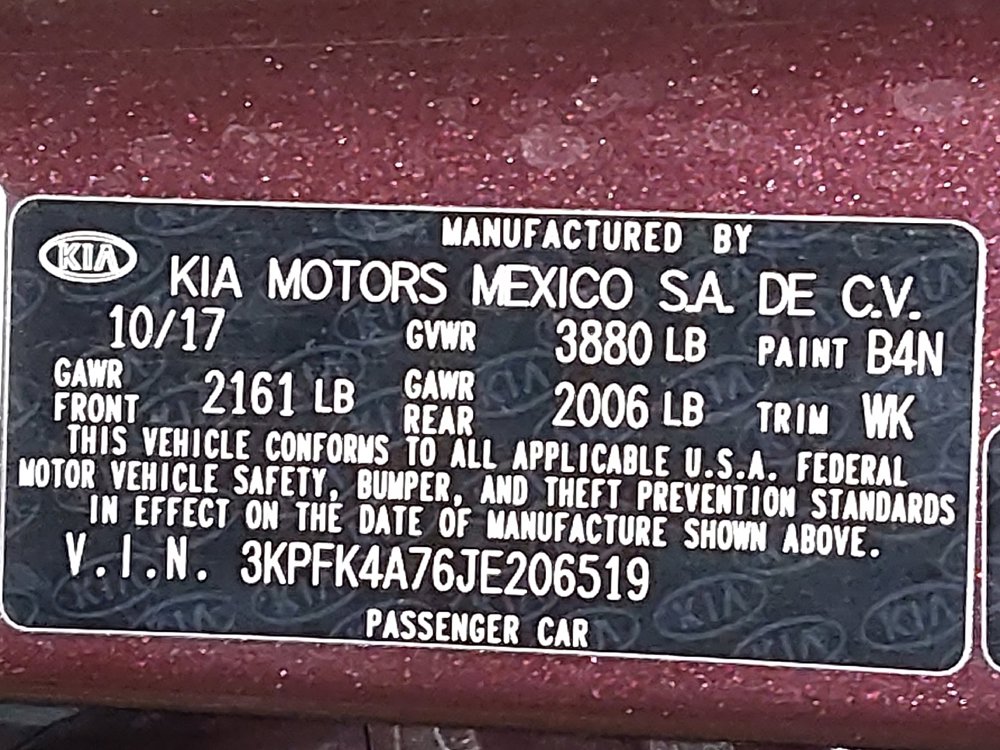 MANUFACTURED BY
KIA
KIA MOTORS MEXICO S.A. DE C.V.
10/17 GVWR 3880 LB PAINT B4N
GAWR FRONT 2161 LB GAWR REAR 2006 LB TRIM WK
THIS VEHICLE CONFORMS TO ALL APPLICABLE U.S.A. FEDERAL
MOTOR VEHICLE SAFETY, BUMPER, AND THEFT PREVENTION STANDARDS
IN EFFECT ON THE DATE OF MANUFACTURE SHOWN ABOVE.
V.I.N. 3KPFK4A76JE206519
PASSENGER CAR